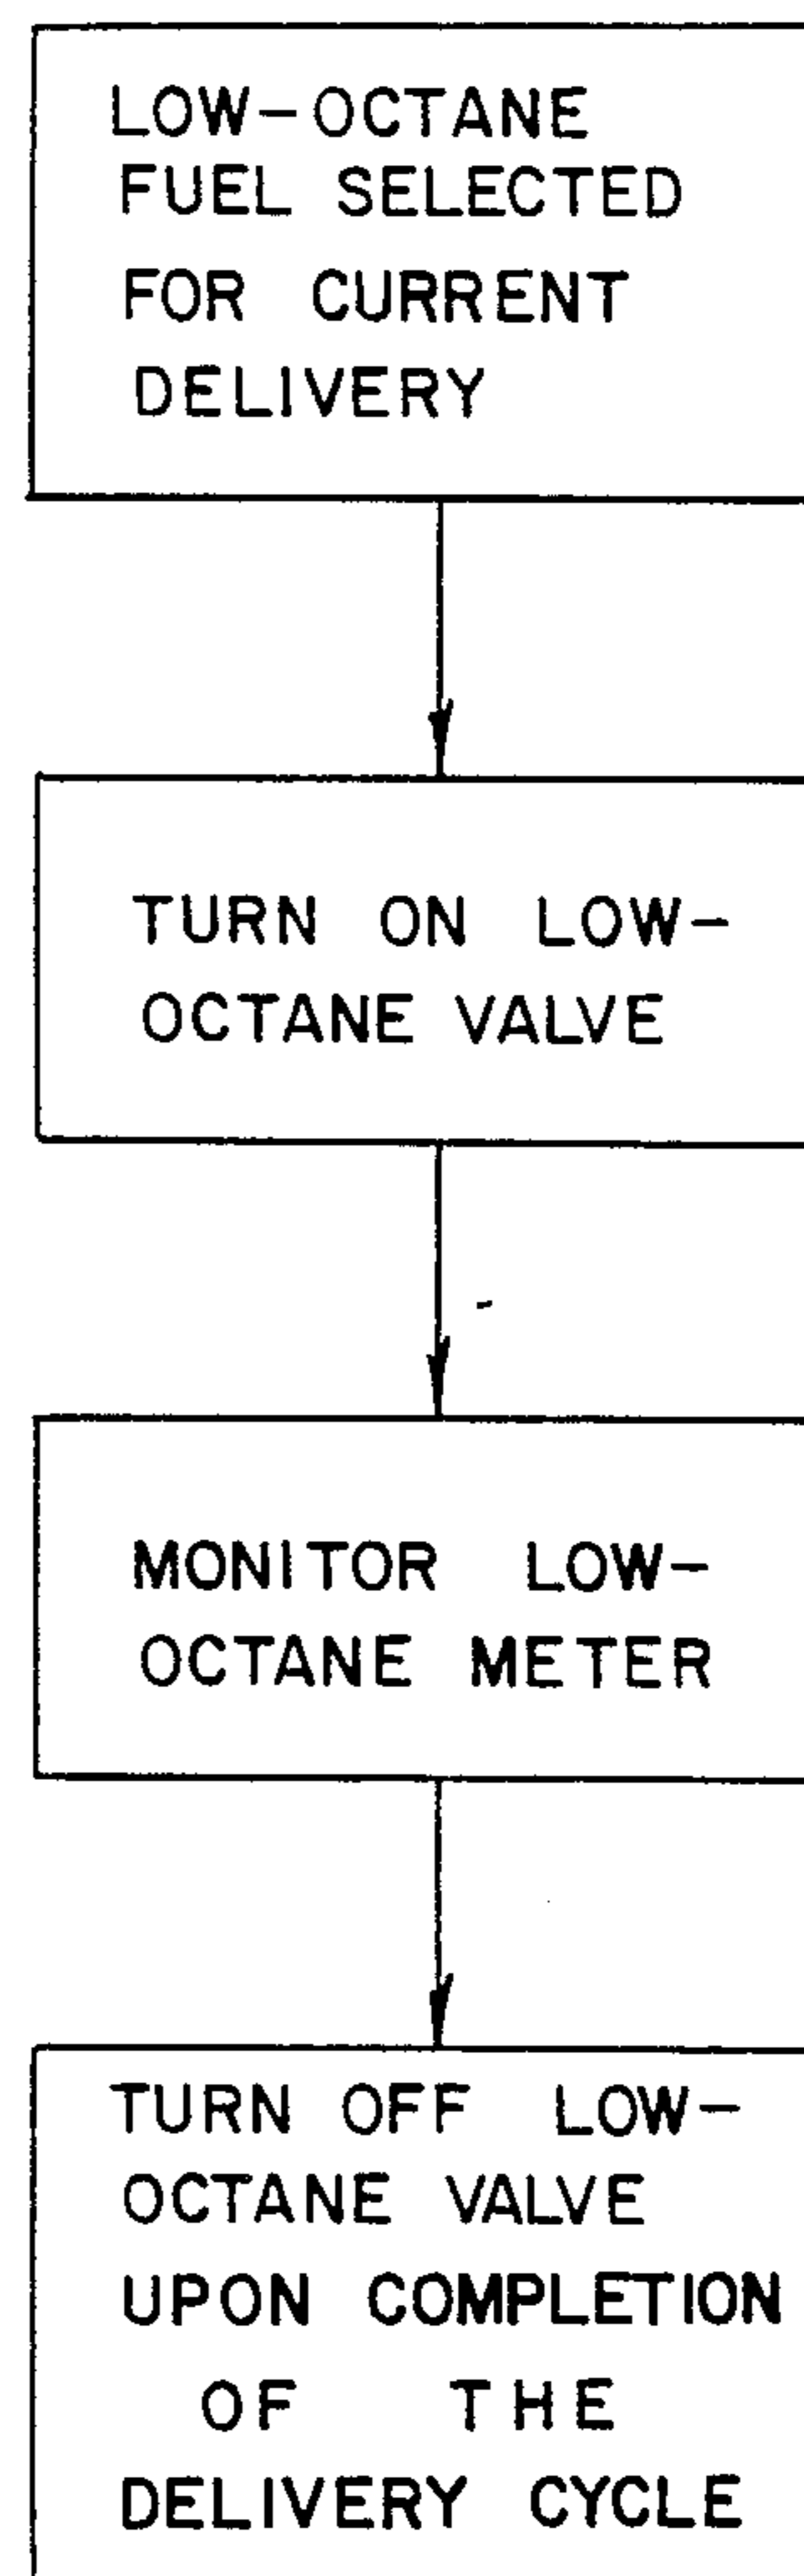 LOW-OCTANE
FUEL SELECTED
FOR CURRENT
DELIVERY
TURN ON LOW-
OCTANE VALVE
MONITOR LOW-
OCTANE METER
TURN OFF LOW-
OCTANE VALVE
UPON COMPLETION
OF THE
DELIVERY CYCLE